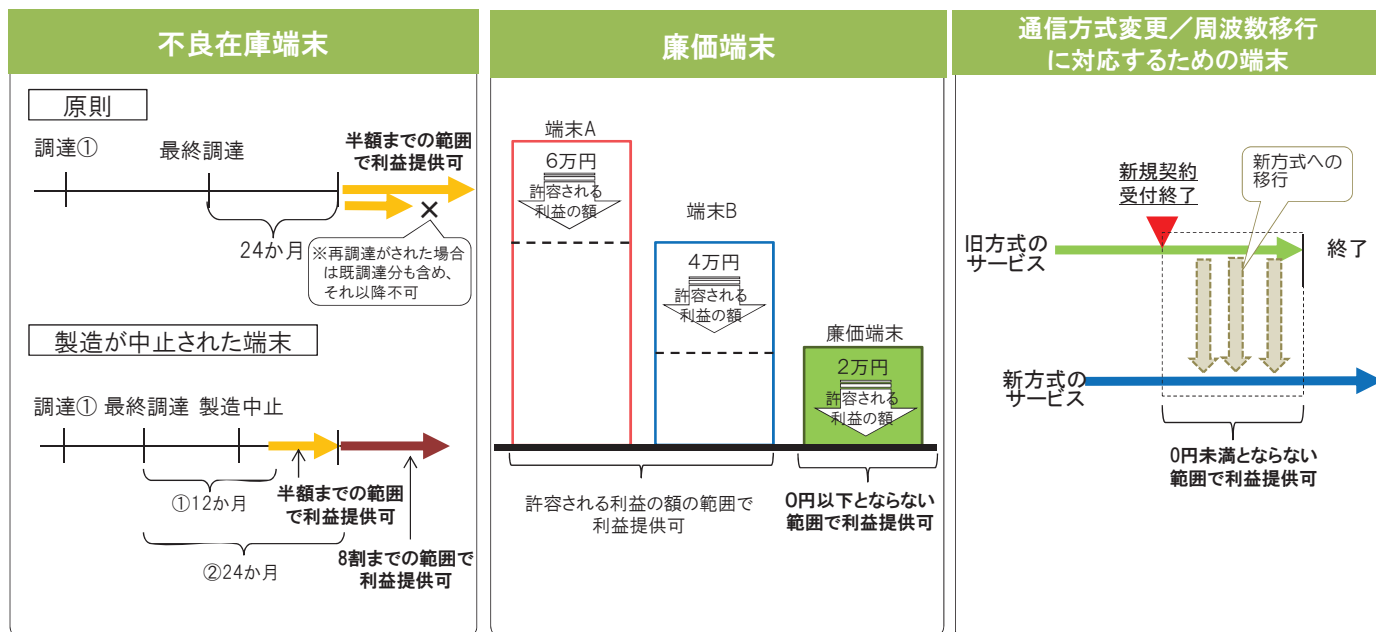 不良在庫端末
原則
調達①
最終調達
半額までの範囲
で利益提供可
×
24か月
※再調達がされた場合
は既調達分も含め、
それ以降不可
製造が中止された端末
調達① 最終調達 製造中止
①12か月
半額までの範囲
で利益提供可
②24か月
8割までの範囲で
利益提供可
廉価端末
端末A
6万円
許容される
利益の額
端末B
4万円
許容される
利益の額
廉価端末
2万円
許容される
利益の額
許容される利益の額の範囲で
利益提供可
0円以下とならない
範囲で利益提供可
通信方式変更／周波数移行
に対応するための端末
新規契約
受付終了
新方式への
移行
旧方式の
サービス
終了
新方式の
サービス
0円未満とならない
範囲で利益提供可